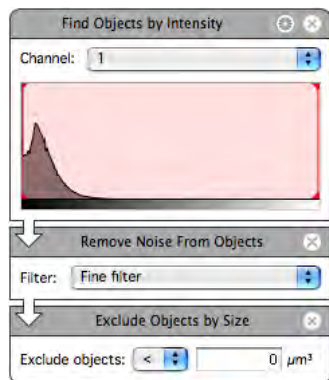 Find Objects by Intensity
Channel: 1
Remove Noise From Objects
Filter: Fine filter
Exclude Objects by Size
Exclude objects: < 0 μm³